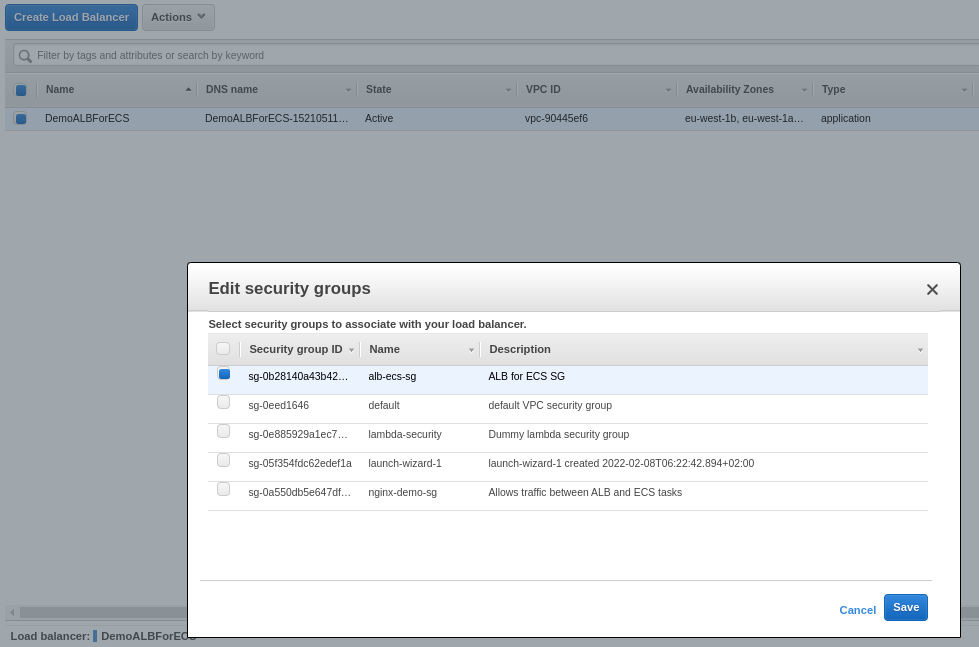 Create Load Balancer Actions
Filter by tags and attributes or search by keyword
Name DNS name State VPC ID Availability Zones Type
DemoALBForECS DemoALBForECS-15210511… Active vpc-90445ef6 eu-west-1b, eu-west-1a… application
Edit security groups
Select security groups to associate with your load balancer.
Security group ID Name Description
sg-0b28140a43b42… alb-ecs-sg ALB for ECS SG
sg-0eed1646 default default VPC security group
sg-0e885929a1ec7… lambda-security Dummy lambda security group
sg-05f354fdc62edef1a launch-wizard-1 launch-wizard-1 created 2022-02-08T06:22:42.894+02:00
sg-0a550db5e647df… nginx-demo-sg Allows traffic between ALB and ECS tasks
Cancel Save
Load balancer: DemoALBForECS